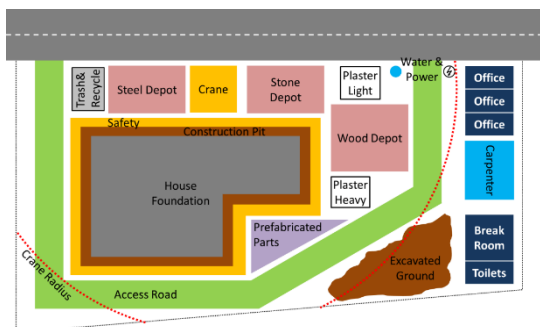 Trash&
Recycle
Steel Depot
Crane
Stone
Depot
Plaster
Light
Water &
Power
Office
Office
Office
Safety
Construction Pit
Wood Depot
Carpenter
House
Foundation
Plaster
Heavy
Prefabricated
Parts
Break
Room
Excavated
Ground
Toilets
Crane Radius
Access Road